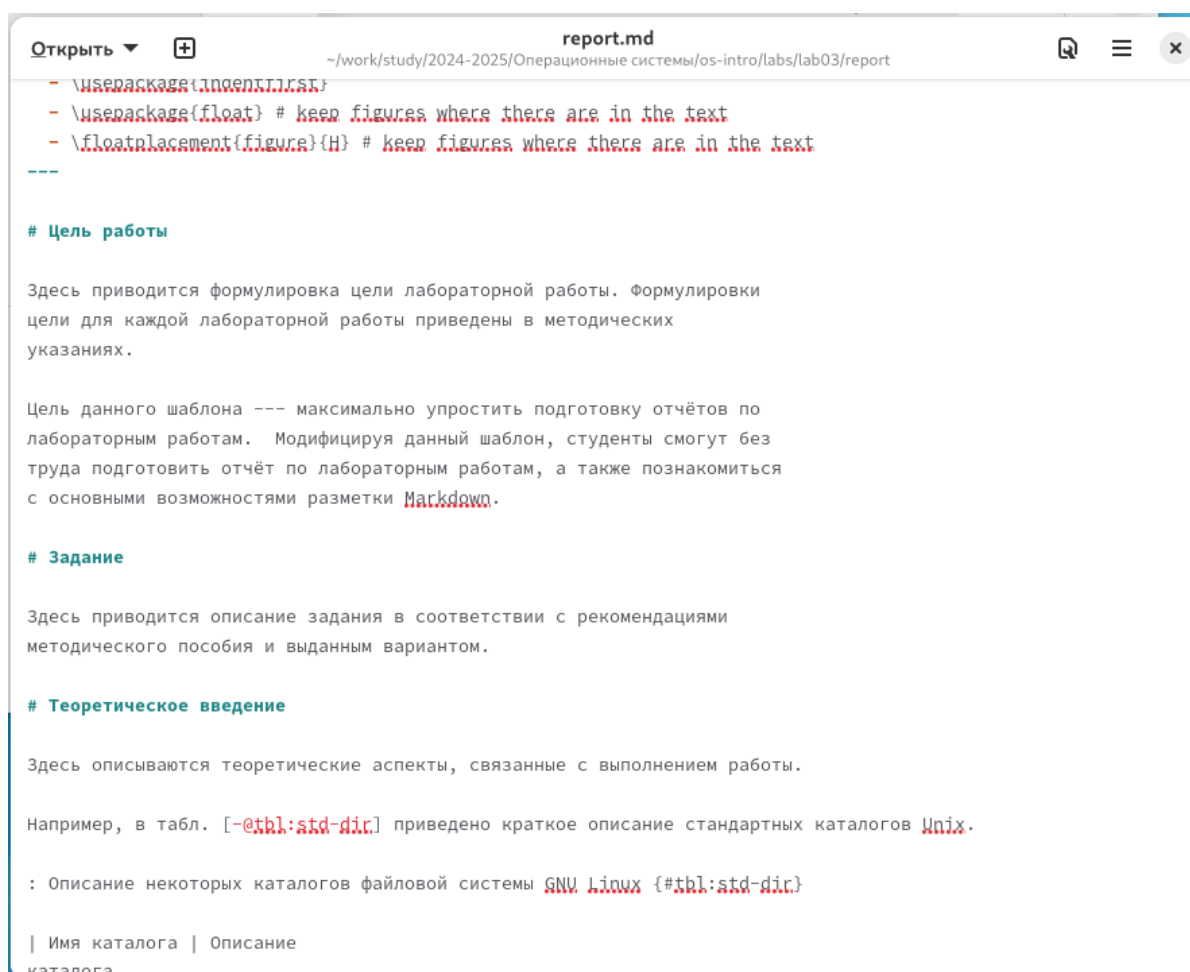 Открыть
report.md
~/work/study/2024-2025/Операционные системы/os-intro/labs/lab03/report
- \usepackage{indentfirst}
- \usepackage{float} # keep figures where there are in the text
- \floatplacement{figure}{H} # keep figures where there are in the text
---
# Цель работы
Здесь приводится формулировка цели лабораторной работы. Формулировки
цели для каждой лабораторной работы приведены в методических
указаниях.
Цель данного шаблона --- максимально упростить подготовку отчётов по
лабораторным работам.  Модифицируя данный шаблон, студенты смогут без
труда подготовить отчёт по лабораторным работам, а также познакомиться
с основными возможностями разметки Markdown.
# Задание
Здесь приводится описание задания в соответствии с рекомендациями
методического пособия и выданным вариантом.
# Теоретическое введение
Здесь описываются теоретические аспекты, связанные с выполнением работы.
Например, в табл. [-@tbl:std-dir] приведено краткое описание стандартных каталогов Unix.
: Описание некоторых каталогов файловой системы GNU Linux {#tbl:std-dir}
| Имя каталога | Описание
каталога